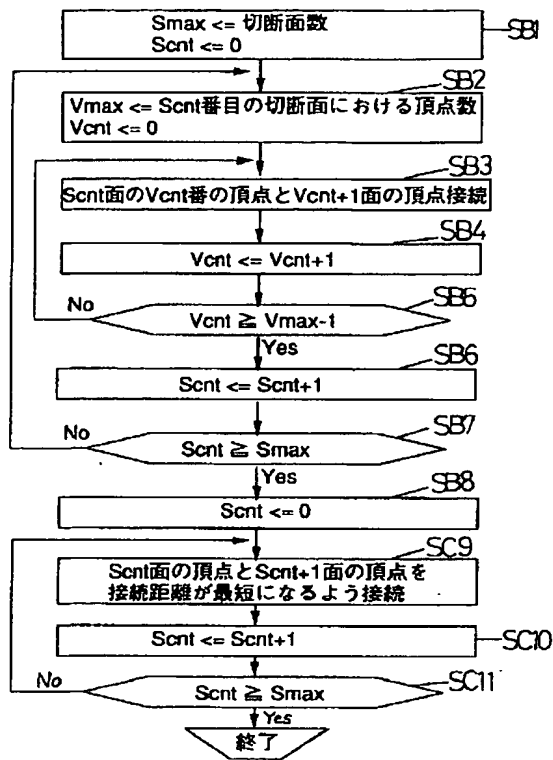 Smax <= 切断面数
Scnt <= 0
SB1
SB2
Vmax <= Scnt番目の切断面における頂点数
Vcnt <= 0
SB3
Scnt面のVcnt番の頂点とVcnt+1面の頂点接続
SB4
Vcnt <= Vcnt+1
SB6
No
Vcnt ≧ Vmax-1
Yes
SB6
Scnt <= Scnt+1
SB7
No
Scnt ≧ Smax
Yes
SB8
Scnt <= 0
SC9
Scnt面の頂点とScnt+1面の頂点を
接続距離が最短になるよう接続
Scnt <= Scnt+1
SC10
No
SC11
Scnt ≧ Smax
Yes
終了